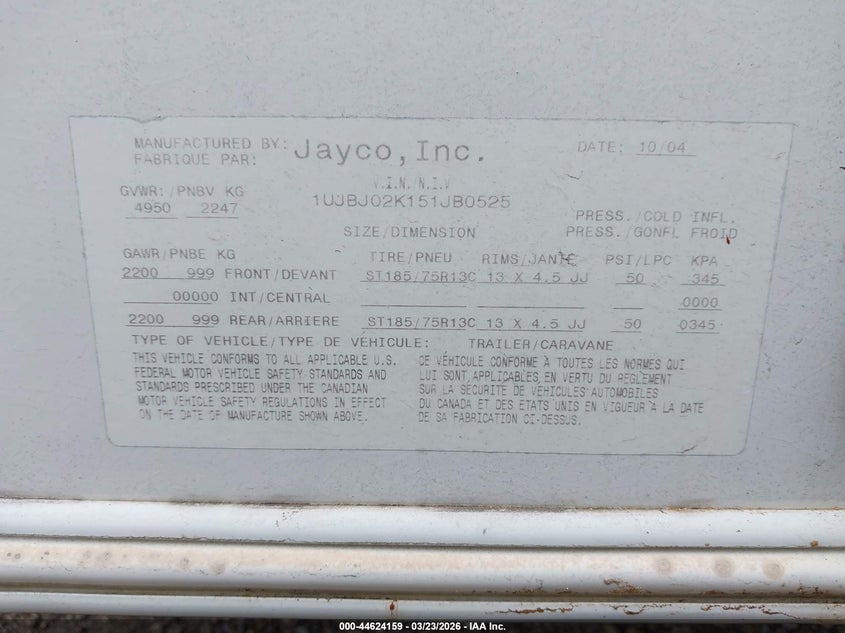 MANUFACTURED BY: Jayco, Inc. DATE: 10/04
FABRIQUE PAR:
V.I.N./N.I.V
GVWR: /PNBV KG
1UJBJ02K151JB0525
4950 2247
PRESS./COLD INFL.
SIZE/DIMENSION PRESS./GONFL FROID
GAWR/PNBE KG TIRE/PNEU RIMS/JANTE PSI/LPC KPA
2200 999 FRONT/DEVANT ST185/75R13C 13 X 4.5 JJ 50 345
00000 INT/CENTRAL 0000
2200 999 REAR/ARRIERE ST185/75R13C 13 X 4.5 JJ 50 0345
TYPE OF VEHICLE/TYPE DE VÉHICULE: TRAILER/CARAVANE
THIS VEHICLE CONFORMS TO ALL APPLICABLE U.S.
FEDERAL MOTOR VEHICLE SAFETY STANDARDS AND
STANDARDS PRESCRIBED UNDER THE CANADIAN
MOTOR VEHICLE SAFETY REGULATIONS IN EFFECT
ON THE DATE OF MANUFACTURE SHOWN ABOVE.
CE VÉHICULE CONFORME À TOUTES LES NORMES QUI
LUI SONT APPLICABLES EN VERTU DU REGLEMENT
SUR LA SECURITE DE VEHICULES AUTOMOBILES
DU CANADA ET DES ETATS UNIS EN VIGUEUR A LA DATE
DE SA FABRICATION CI-DESSUS.
000-44624159 — 03/23/2026 — IAA Inc.